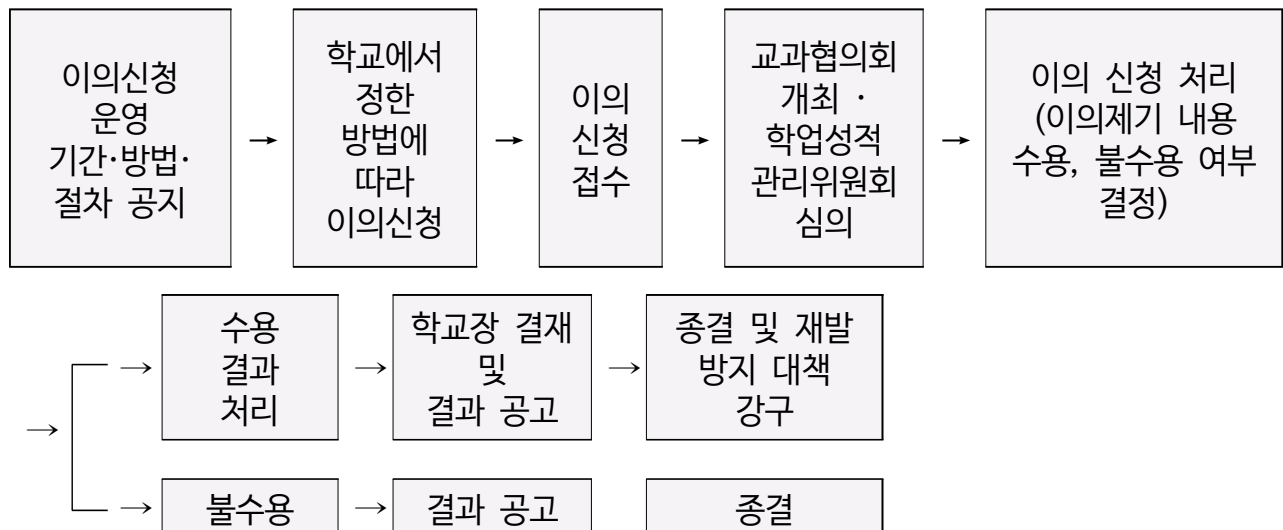 이의신청
운영
기간·방법·
절차 공지
→
학교에서
정한
방법에
따라
이의신청
→
이의
신청
접수
→
교과협의회
개최 ·
학업성적
관리위원회
심의
→
이의 신청 처리
(이의제기 내용
수용, 불수용 여부
결정)
→
→
수용
결과
처리
→
학교장 결재
및
결과 공고
→
종결 및 재발
방지 대책
강구
→
불수용
→
결과 공고
종결